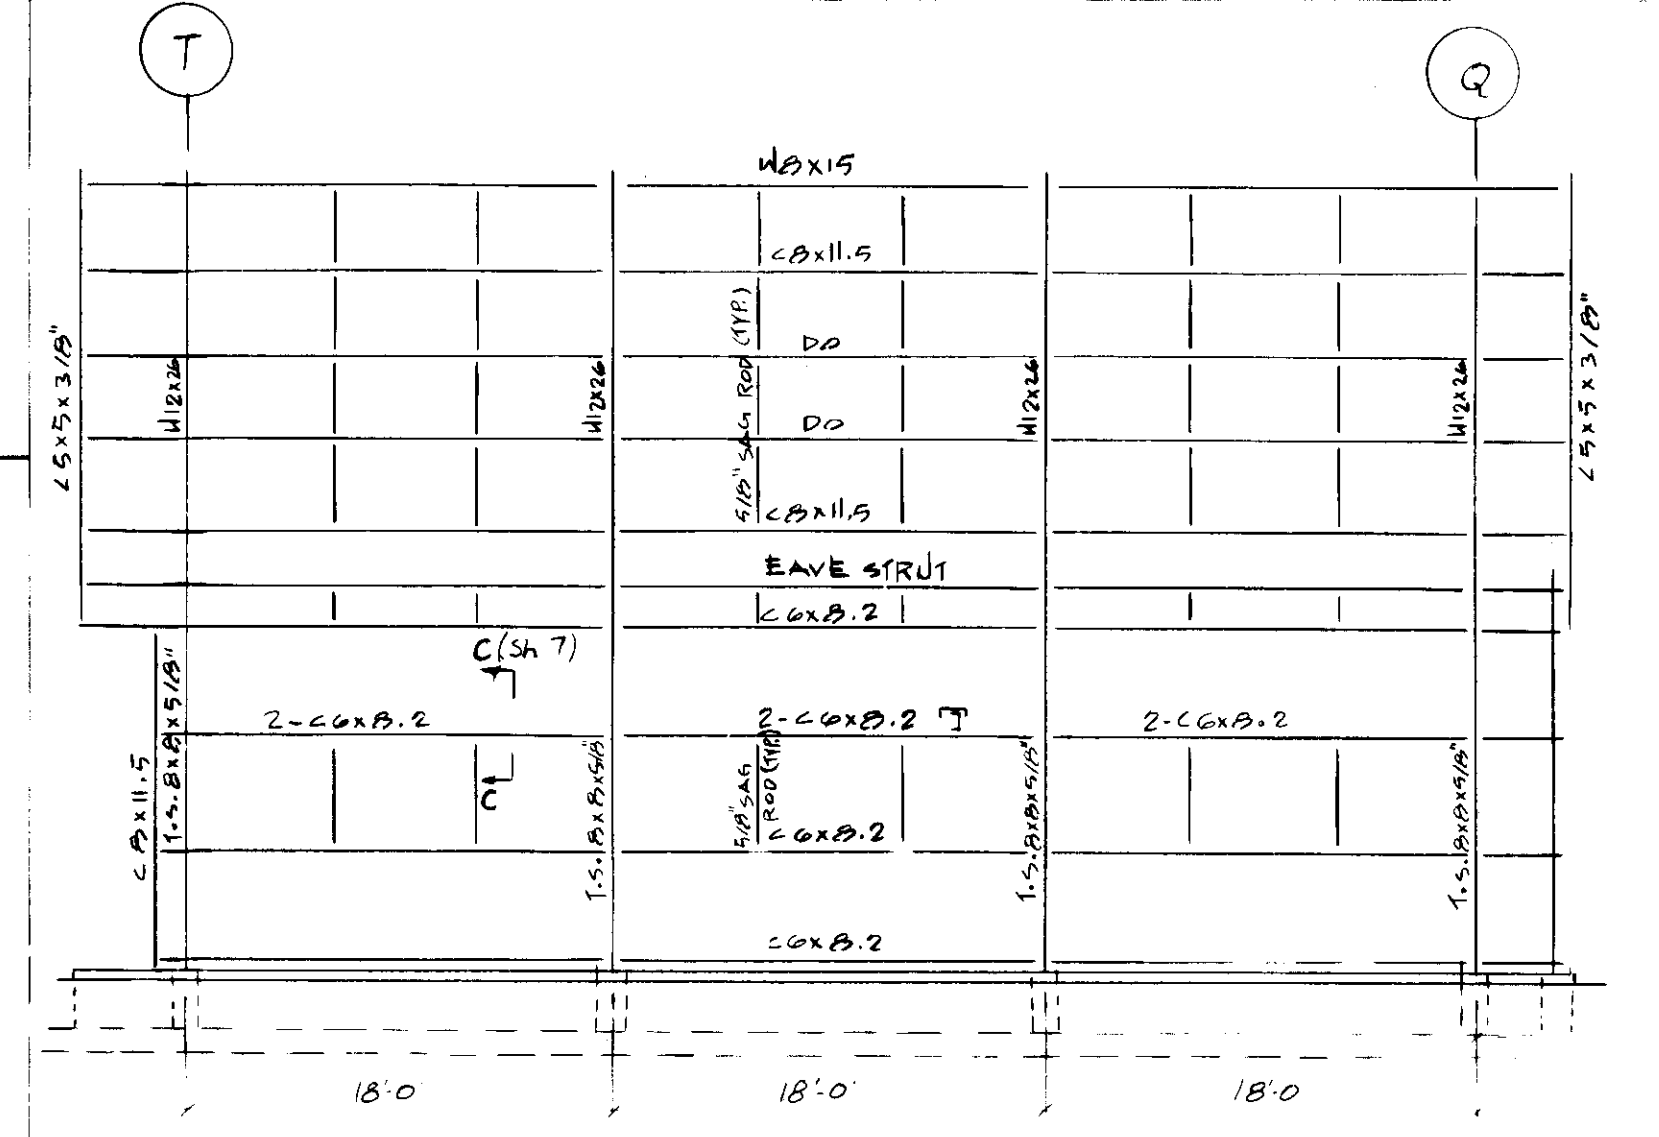 T
Q
W8x15
C8x11.5
5/8" SAG ROD (TYP.)
DO
DO
C8x11.5
L5x5x3/8"
W12x26
W12x26
W12x26
W12x26
L5x5x3/8"
EAVE STRUT
C6x8.2
C(Sh 7)
2-C6x8.2
2-C6x8.2
2-C6x8.2
C
C8x11.5
T.S.8x8x5/8"
T.S.8x8x5/8"
5/8" SAG
ROD (TYP.)
T.S.8x8x5/8"
T.S.8x8x5/8"
C6x8.2
C6x8.2
18'-0
18'-0
18'-0